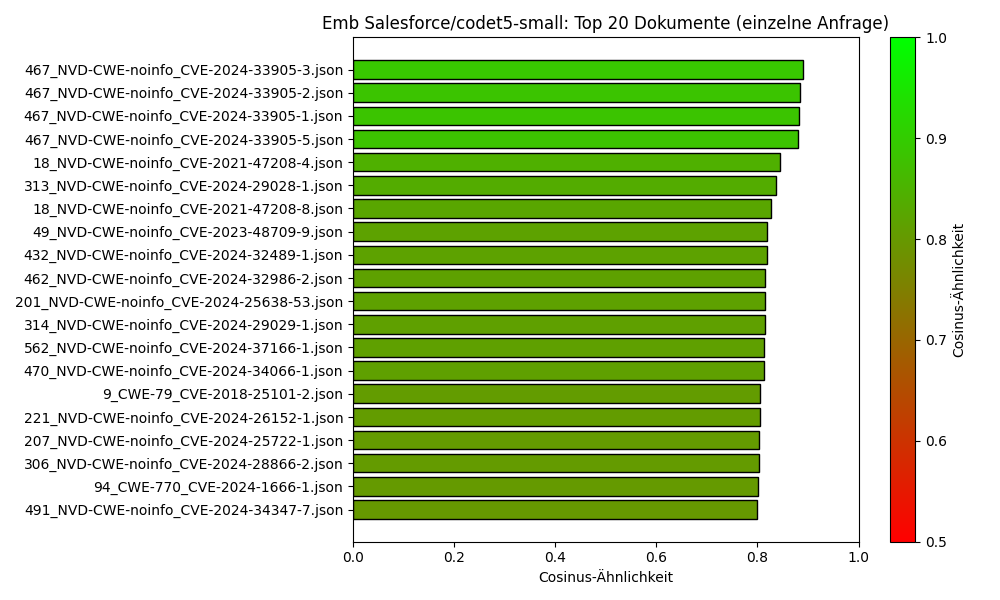 Emb Salesforce/codet5-small: Top 20 Dokumente (einzelne Anfrage)
467_NVD-CWE-noinfo_CVE-2024-33905-3.json
467_NVD-CWE-noinfo_CVE-2024-33905-2.json
467_NVD-CWE-noinfo_CVE-2024-33905-1.json
467_NVD-CWE-noinfo_CVE-2024-33905-5.json
18_NVD-CWE-noinfo_CVE-2021-47208-4.json
313_NVD-CWE-noinfo_CVE-2024-29028-1.json
18_NVD-CWE-noinfo_CVE-2021-47208-8.json
49_NVD-CWE-noinfo_CVE-2023-48709-9.json
432_NVD-CWE-noinfo_CVE-2024-32489-1.json
462_NVD-CWE-noinfo_CVE-2024-32986-2.json
201_NVD-CWE-noinfo_CVE-2024-25638-53.json
314_NVD-CWE-noinfo_CVE-2024-29029-1.json
562_NVD-CWE-noinfo_CVE-2024-37166-1.json
470_NVD-CWE-noinfo_CVE-2024-34066-1.json
9_CWE-79_CVE-2018-25101-2.json
221_NVD-CWE-noinfo_CVE-2024-26152-1.json
207_NVD-CWE-noinfo_CVE-2024-25722-1.json
306_NVD-CWE-noinfo_CVE-2024-28866-2.json
94_CWE-770_CVE-2024-1666-1.json
491_NVD-CWE-noinfo_CVE-2024-34347-7.json
0.0 0.2 0.4 0.6 0.8 1.0
Cosinus-Ähnlichkeit
1.0
0.9
0.8
0.7
0.6
0.5
Cosinus-Ähnlichkeit